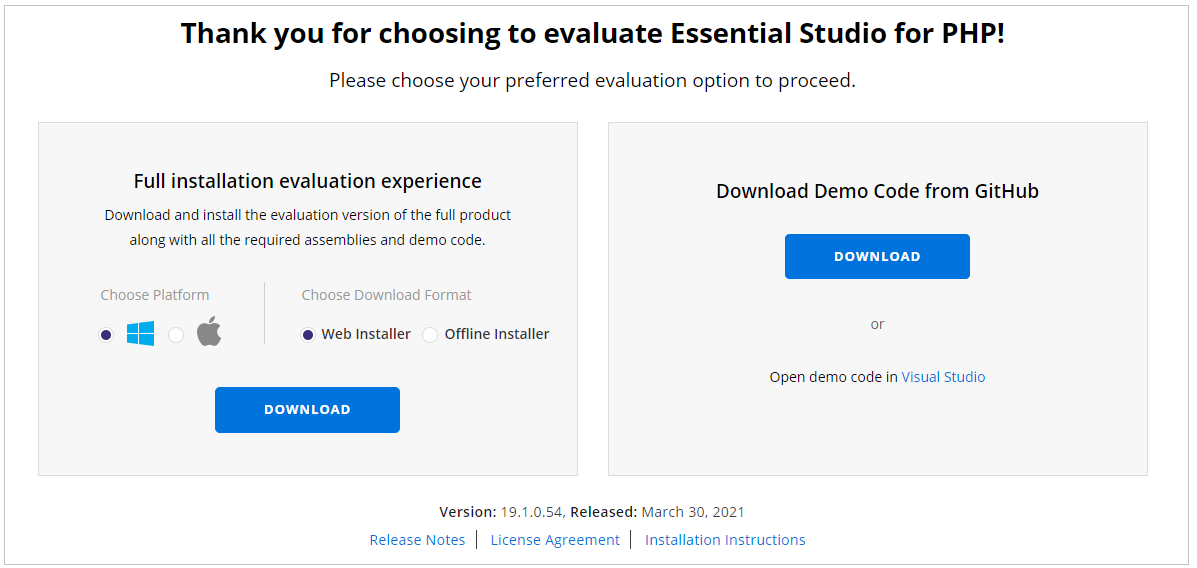 Thank you for choosing to evaluate Essential Studio for PHP!
Please choose your preferred evaluation option to proceed.
Full installation evaluation experience
Download and install the evaluation version of the full product
along with all the required assemblies and demo code.
Choose Platform
Choose Download Format
Web Installer
Offline Installer
DOWNLOAD
Download Demo Code from GitHub
DOWNLOAD
or
Open demo code in Visual Studio
Version: 19.1.0.54, Released: March 30, 2021
Release Notes
License Agreement
Installation Instructions